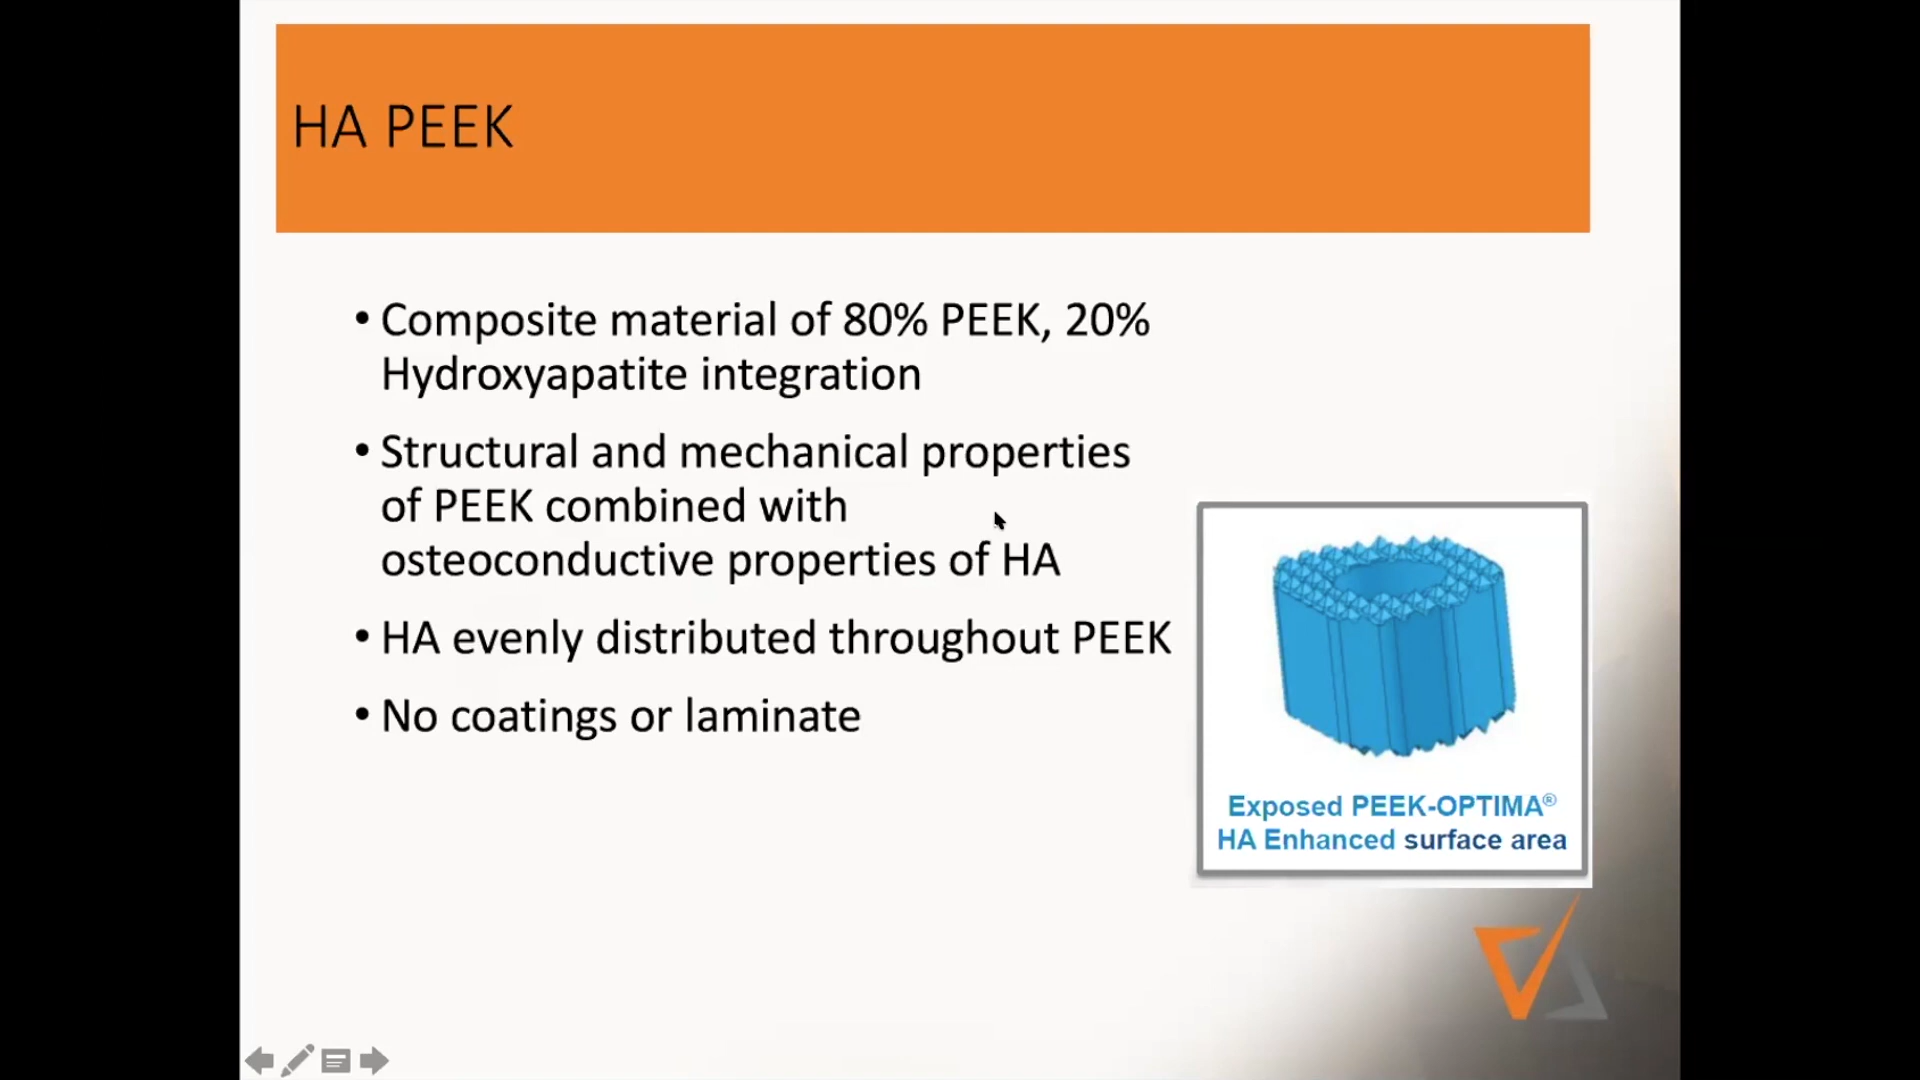 HA PEEK
• Composite material of 80% PEEK, 20%
Hydroxyapatite integration
• Structural and mechanical properties
of PEEK combined with
osteoconductive properties of HA
• HA evenly distributed throughout PEEK
• No coatings or laminate
Exposed PEEK-OPTIMA®
HA Enhanced surface area